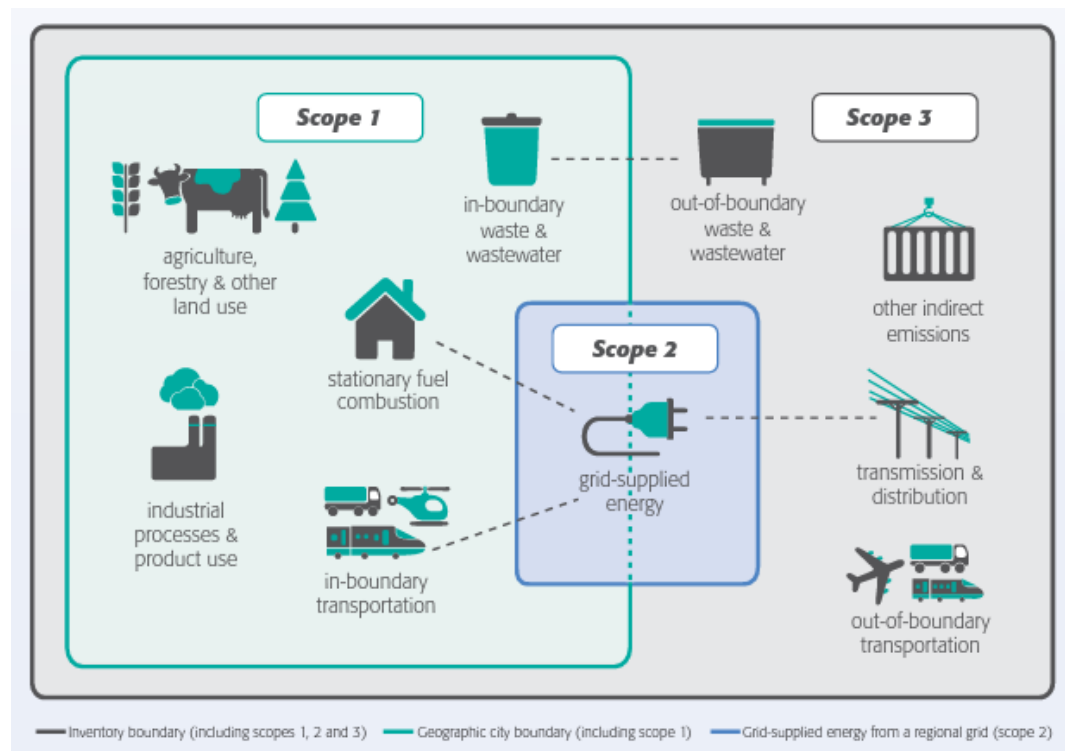 Scope 1
Scope 3
in-boundary
waste &
wastewater
out-of-boundary
waste &
wastewater
agriculture,
forestry & other
land use
other indirect
emissions
Scope 2
stationary fuel
combustion
grid-supplied
energy
transmission &
distribution
industrial
processes &
product use
in-boundary
transportation
out-of-boundary
transportation
Inventory boundary (including scopes 1, 2 and 3)
Geographic city boundary (including scope 1)
Grid-supplied energy from a regional grid (scope 2)